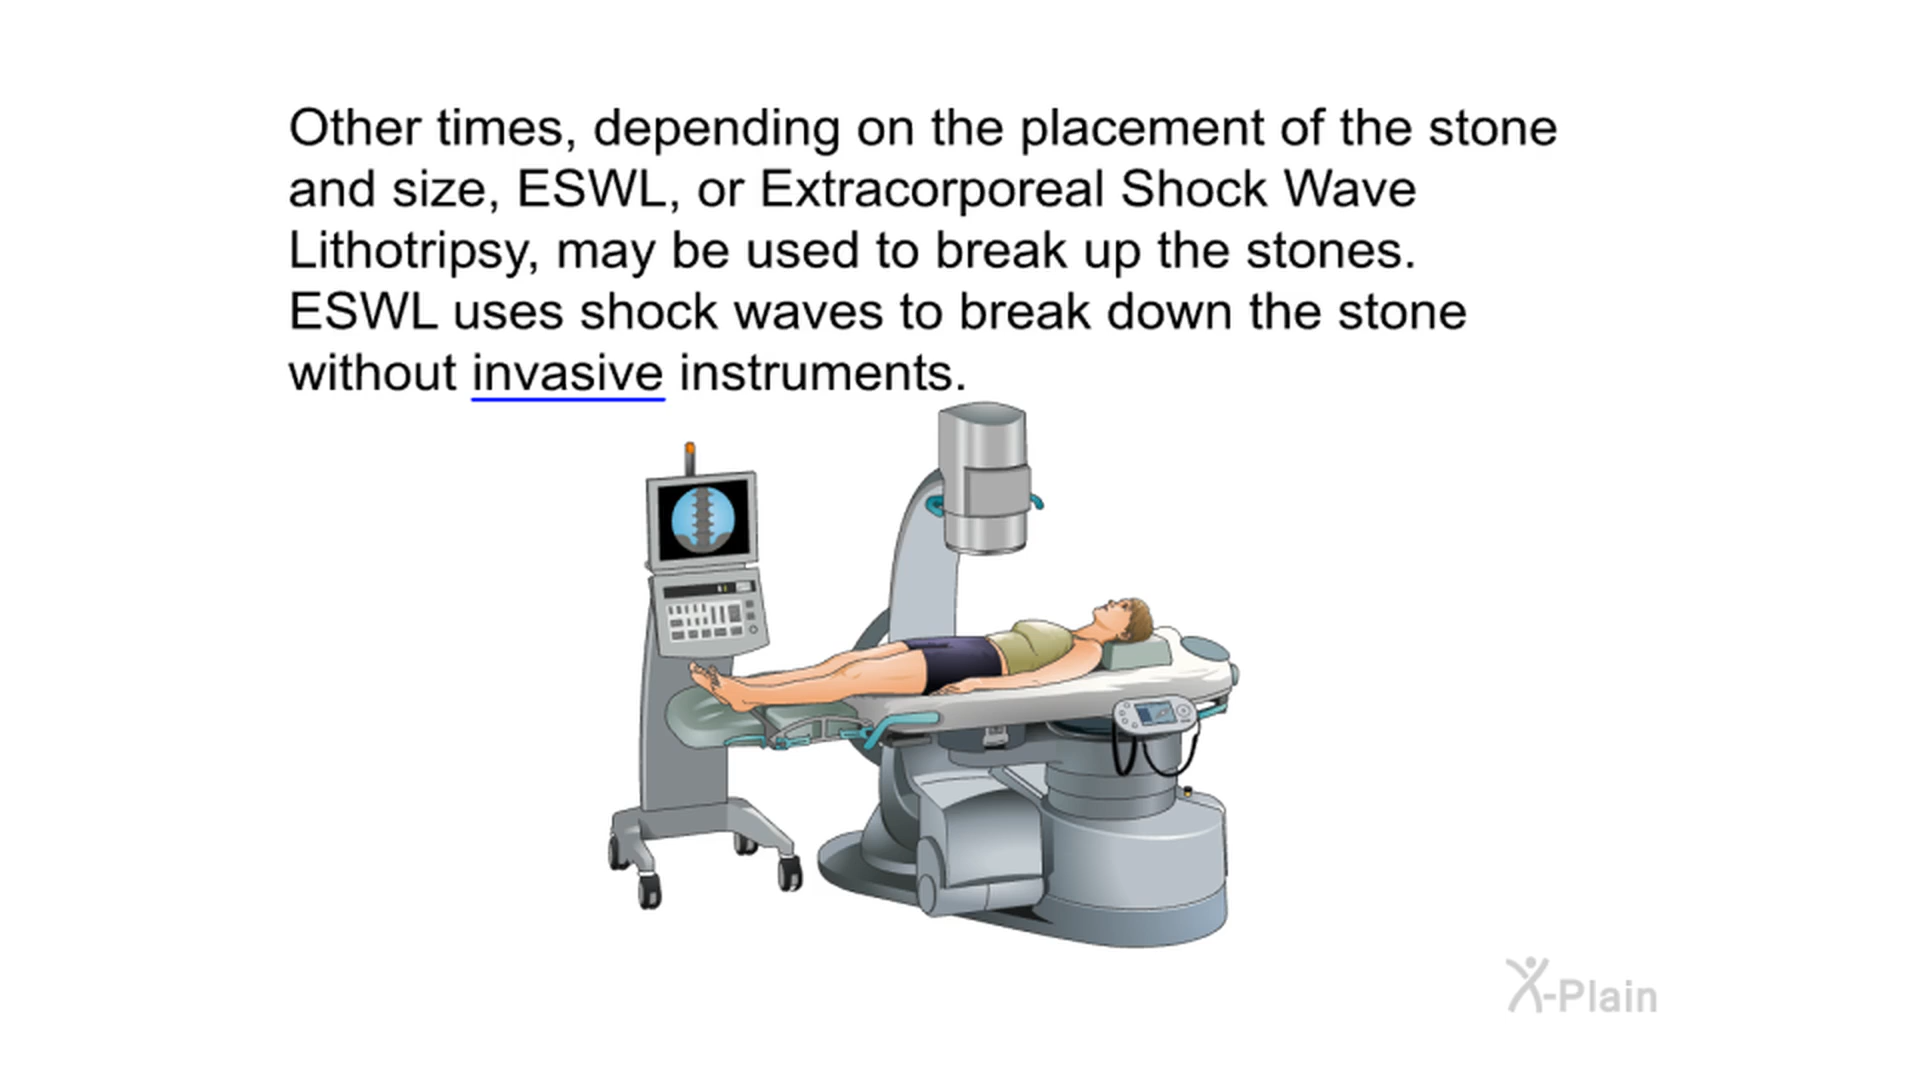 Other times, depending on the placement of the stone
and size, ESWL, or Extracorporeal Shock Wave
Lithotripsy, may be used to break up the stones.
ESWL uses shock waves to break down the stone
without invasive instruments.
X-Plain